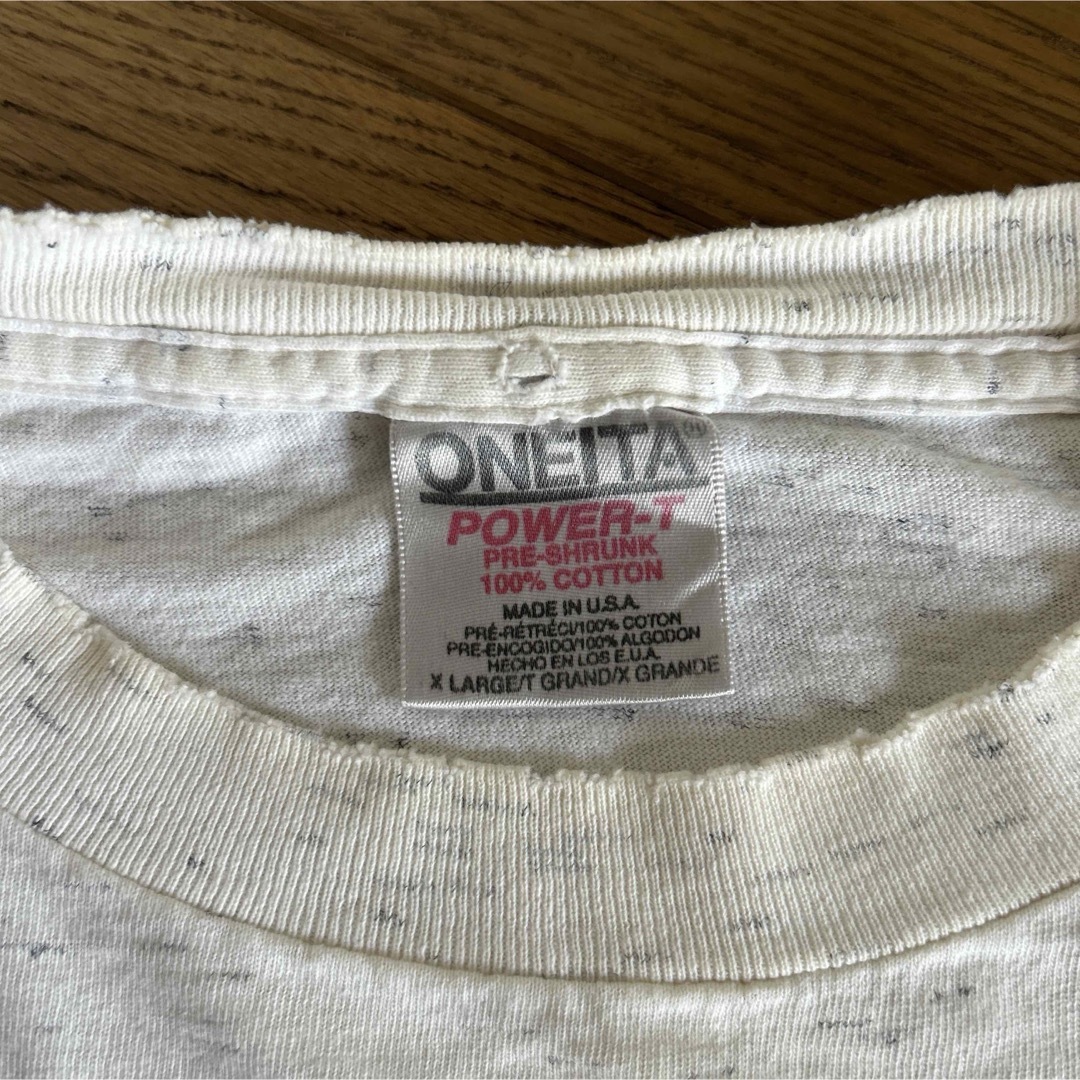 ONEITA®
POWER-T
PRE-SHRUNK
100% COTTON
MADE IN U.S.A.
PRÉ-RÉTRÉCI/100% COTON
PRE-ENCOGIDO/100% ALGODON
HECHO EN LOS E.U.A.
X LARGE/T GRAND/X GRANDE